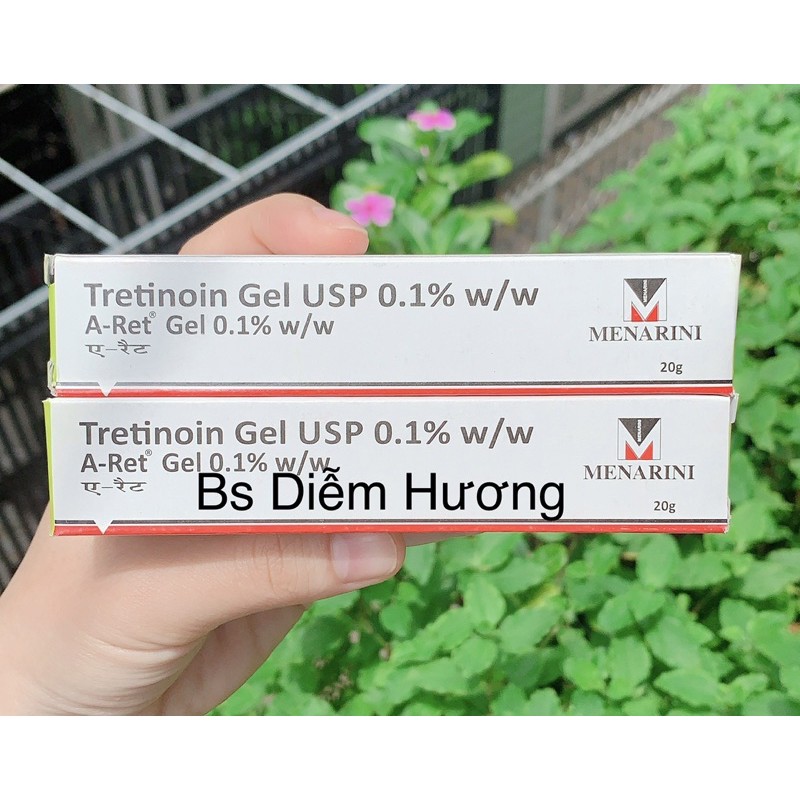 Tretinoin Gel USP 0.1% w/w
A-Ret® Gel 0.1% w/w
ए-रैट
MENARINI
20g
Tretinoin Gel USP 0.1% w/w
A-Ret® Gel 0.1% w/w
ए-रैट
MENARINI
20g
Bs Diễm Hương